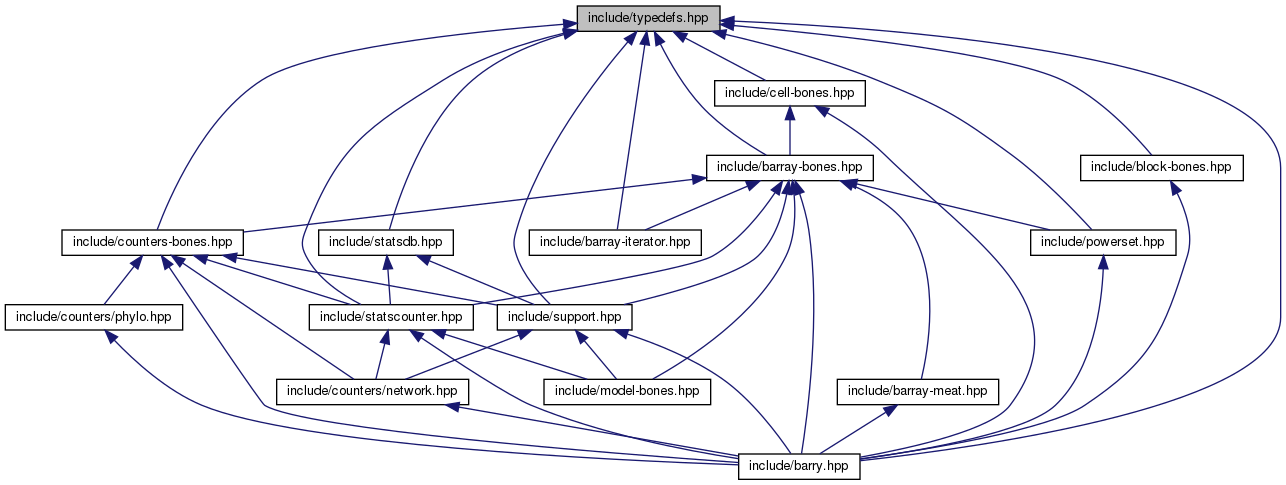 include/typedefs.hpp
include/cell-bones.hpp
include/barray-bones.hpp
include/block-bones.hpp
include/counters-bones.hpp
include/statsdb.hpp
include/barray-iterator.hpp
include/powerset.hpp
include/counters/phylo.hpp
include/statscounter.hpp
include/support.hpp
include/counters/network.hpp
include/model-bones.hpp
include/barray-meat.hpp
include/barry.hpp